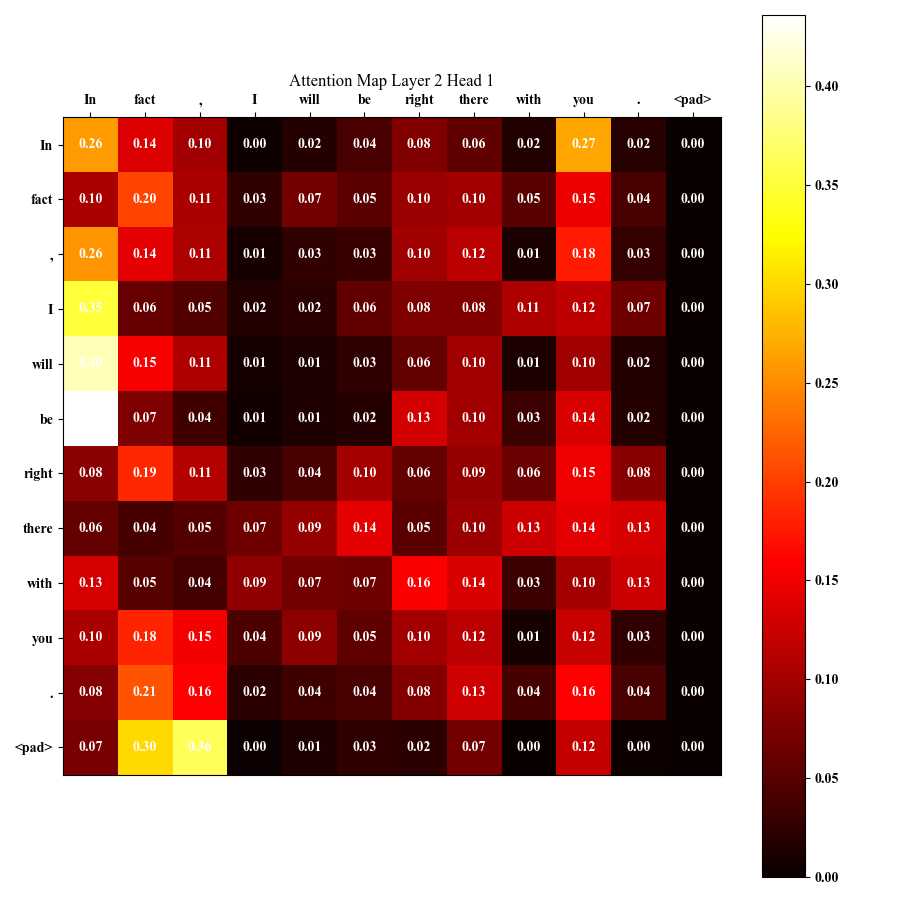 Attention Map Layer 2 Head 1
In fact , I will be right there with you . <pad>
In 0.26 0.14 0.10 0.00 0.02 0.04 0.08 0.06 0.02 0.27 0.02 0.00
fact 0.10 0.20 0.11 0.03 0.07 0.05 0.10 0.10 0.05 0.15 0.04 0.00
, 0.26 0.14 0.11 0.01 0.03 0.03 0.10 0.12 0.01 0.18 0.03 0.00
I 0.35 0.06 0.05 0.02 0.02 0.06 0.08 0.08 0.11 0.12 0.07 0.00
will 0.15 0.11 0.01 0.01 0.03 0.06 0.10 0.01 0.10 0.02 0.00
be 0.07 0.04 0.01 0.01 0.02 0.13 0.10 0.03 0.14 0.02 0.00
right 0.08 0.19 0.11 0.03 0.04 0.10 0.06 0.09 0.06 0.15 0.08 0.00
there 0.06 0.04 0.05 0.07 0.09 0.14 0.05 0.10 0.13 0.14 0.13 0.00
with 0.13 0.05 0.04 0.09 0.07 0.07 0.16 0.14 0.03 0.10 0.13 0.00
you 0.10 0.18 0.15 0.04 0.09 0.05 0.10 0.12 0.01 0.12 0.03 0.00
. 0.08 0.21 0.16 0.02 0.04 0.04 0.08 0.13 0.04 0.16 0.04 0.00
<pad> 0.07 0.30 0.36 0.00 0.01 0.03 0.02 0.07 0.00 0.12 0.00 0.00
0.40
0.35
0.30
0.25
0.20
0.15
0.10
0.05
0.00